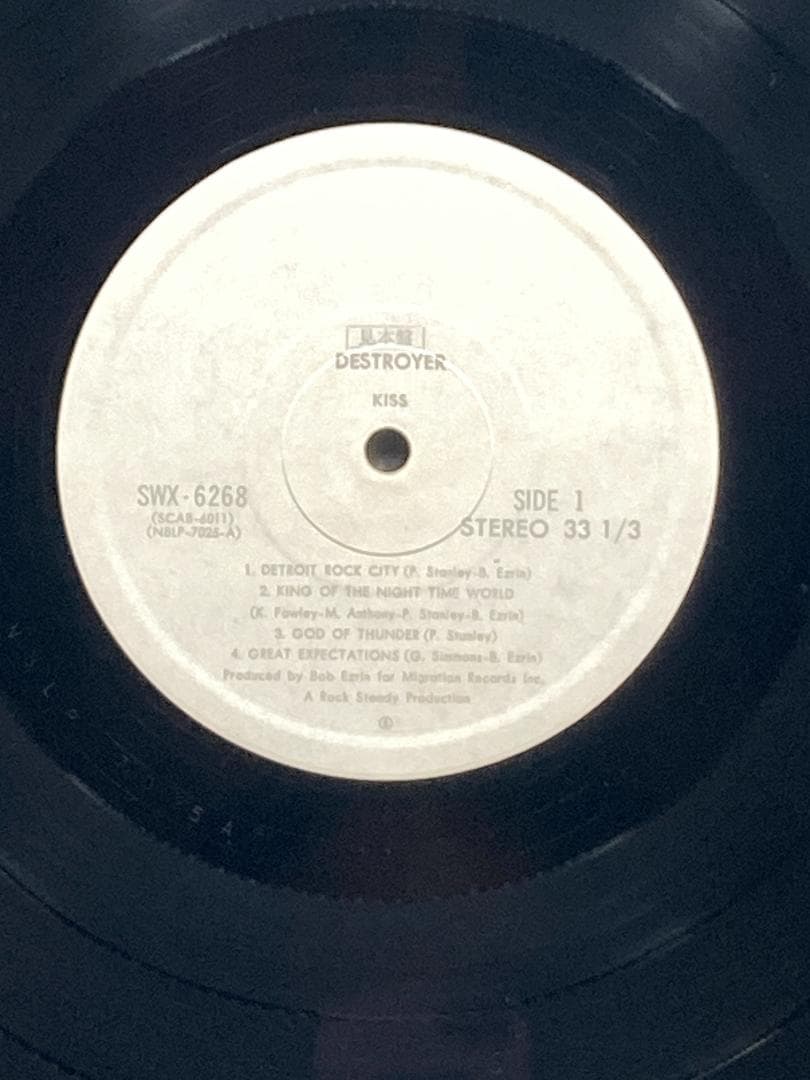 見本盤
DESTROYER
KISS
SWX-6268
(SCAB-6011)
(NBLP-7025-A)
SIDE 1
STEREO 33 1/3
1. DETROIT ROCK CITY (P. Stanley-B. Ezrin)
2. KING OF THE NIGHT TIME WORLD
(K. Fowley-M. Anthony-P. Stanley-B. Ezrin)
3. GOD OF THUNDER (P. Stanley)
4. GREAT EXPECTATIONS (G. Simmons-B. Ezrin)
Produced by Bob Ezrin for Migration Records Inc.
A Rock Steady Production
5 A